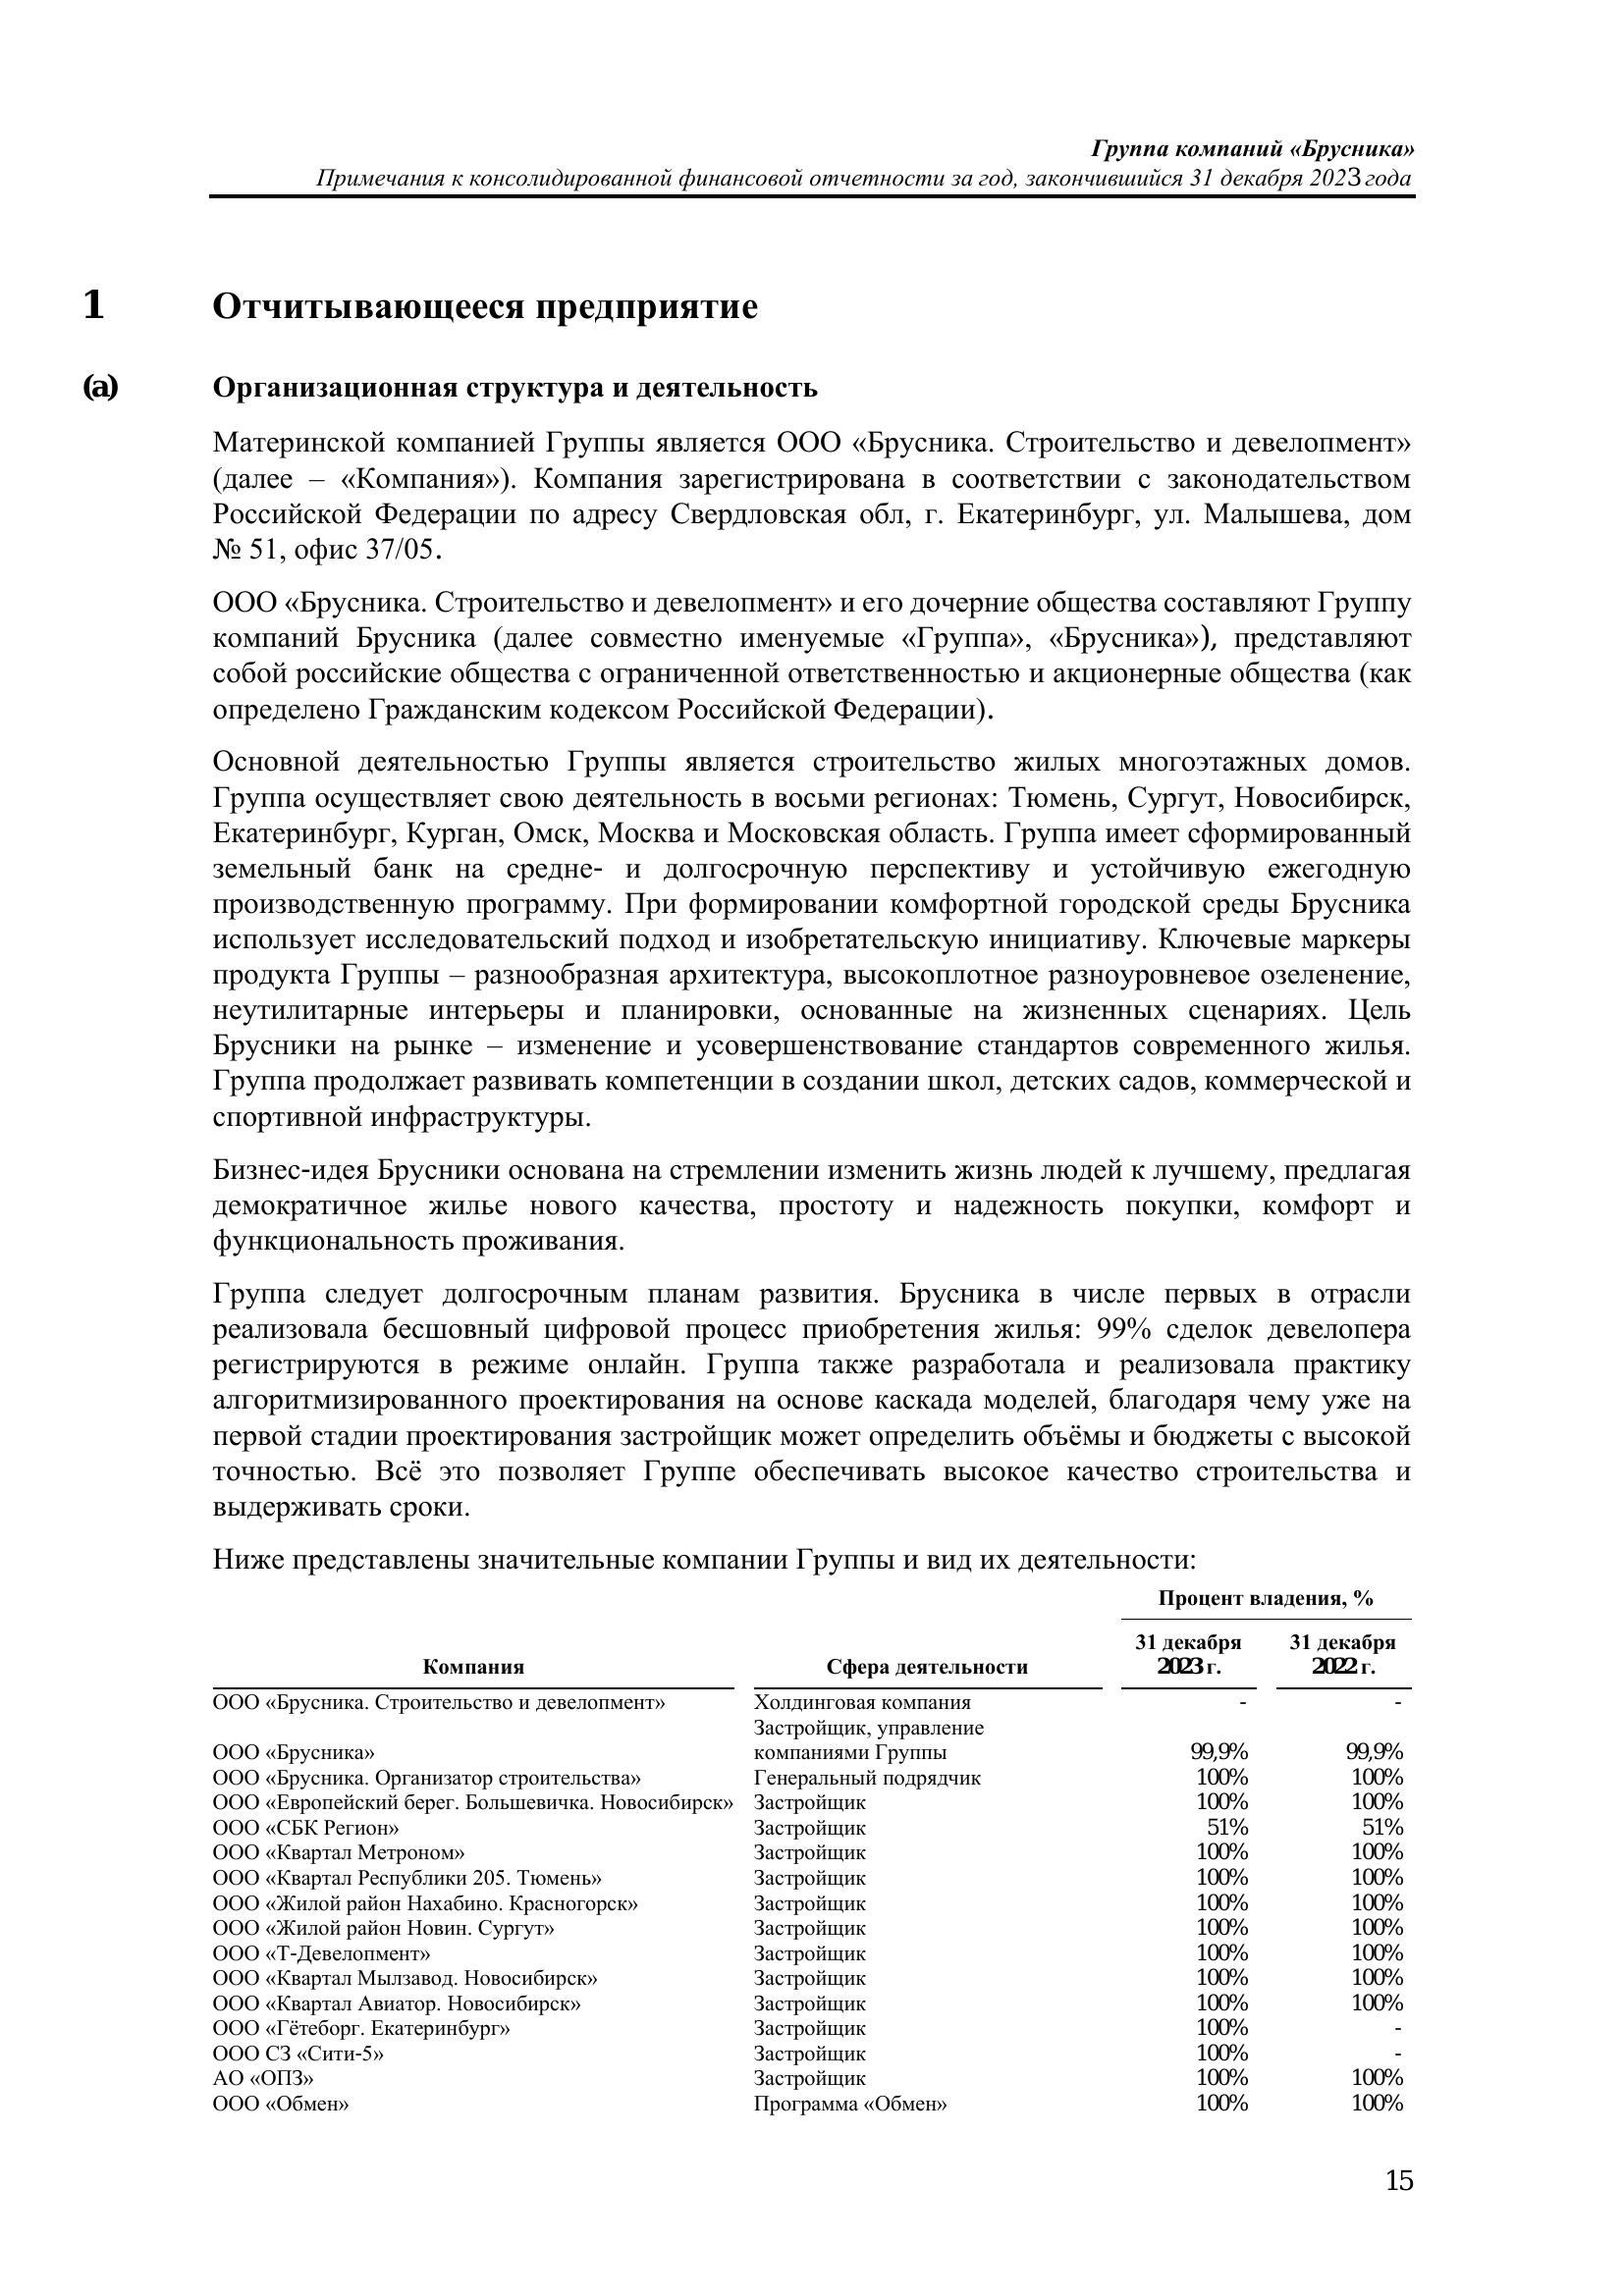 Группа компаний «Брусника»
Примечания к консолидированной финансовой отчетности за год, закончившийся 31 декабря 2023 года
1 Отчитывающееся предприятие
(a) Организационная структура и деятельность
Материнской компанией Группы является ООО «Брусника. Строительство и девелопмент»
(далее – «Компания»). Компания зарегистрирована в соответствии с законодательством
Российской Федерации по адресу Свердловская обл, г. Екатеринбург, ул. Малышева, дом
№ 51, офис 37/05.
ООО «Брусника. Строительство и девелопмент» и его дочерние общества составляют Группу
компаний Брусника (далее совместно именуемые «Группа», «Брусника»), представляют
собой российские общества с ограниченной ответственностью и акционерные общества (как
определено Гражданским кодексом Российской Федерации).
Основной деятельностью Группы является строительство жилых многоэтажных домов.
Группа осуществляет свою деятельность в восьми регионах: Тюмень, Сургут, Новосибирск,
Екатеринбург, Курган, Омск, Москва и Московская область. Группа имеет сформированный
земельный банк на средне- и долгосрочную перспективу и устойчивую ежегодную
производственную программу. При формировании комфортной городской среды Брусника
использует исследовательский подход и изобретательскую инициативу. Ключевые маркеры
продукта Группы – разнообразная архитектура, высокоплотное разноуровневое озеленение,
неутилитарные интерьеры и планировки, основанные на жизненных сценариях. Цель
Брусники на рынке – изменение и усовершенствование стандартов современного жилья.
Группа продолжает развивать компетенции в создании школ, детских садов, коммерческой и
спортивной инфраструктуры.
Бизнес-идея Брусники основана на стремлении изменить жизнь людей к лучшему, предлагая
демократичное жилье нового качества, простоту и надежность покупки, комфорт и
функциональность проживания.
Группа следует долгосрочным планам развития. Брусника в числе первых в отрасли
реализовала бесшовный цифровой процесс приобретения жилья: 99% сделок девелопера
регистрируются в режиме онлайн. Группа также разработала и реализовала практику
алгоритмизированного проектирования на основе каскада моделей, благодаря чему уже на
первой стадии проектирования застройщик может определить объёмы и бюджеты с высокой
точностью. Всё это позволяет Группе обеспечивать высокое качество строительства и
выдерживать сроки.
Ниже представлены значительные компании Группы и вид их деятельности:
Процент владения, %
31 декабря 31 декабря
Компания Сфера деятельности 2023 г. 2022 г.
ООО «Брусника. Строительство и девелопмент» Холдинговая компания - -
Застройщик, управление
ООО «Брусника» компаниями Группы 99,9% 99,9%
ООО «Брусника. Организатор строительства» Генеральный подрядчик 100% 100%
ООО «Европейский берег. Большевичка. Новосибирск» Застройщик 100% 100%
ООО «СБК Регион» Застройщик 51% 51%
ООО «Квартал Метроном» Застройщик 100% 100%
ООО «Квартал Республики 205. Тюмень» Застройщик 100% 100%
ООО «Жилой район Нахабино. Красногорск» Застройщик 100% 100%
ООО «Жилой район Новин. Сургут» Застройщик 100% 100%
ООО «Т-Девелопмент» Застройщик 100% 100%
ООО «Квартал Мылзавод. Новосибирск» Застройщик 100% 100%
ООО «Квартал Авиатор. Новосибирск» Застройщик 100% 100%
ООО «Гётеборг. Екатеринбург» Застройщик 100% -
ООО СЗ «Сити-5» Застройщик 100% -
АО «ОПЗ» Застройщик 100% 100%
ООО «Обмен» Программа «Обмен» 100% 100%
15